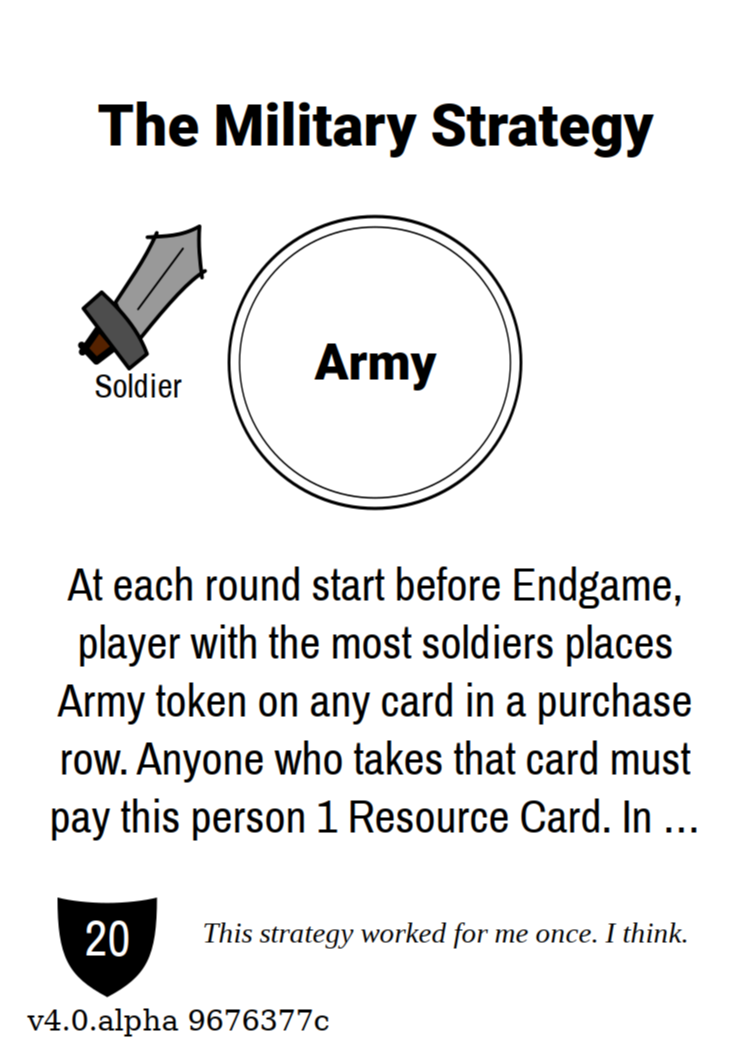 The Military Strategy
Soldier
Army
At each round start before Endgame,
player with the most soldiers places
Army token on any card in a purchase
row. Anyone who takes that card must
pay this person 1 Resource Card. In ...
20
This strategy worked for me once. I think.
v4.0.alpha 9676377c